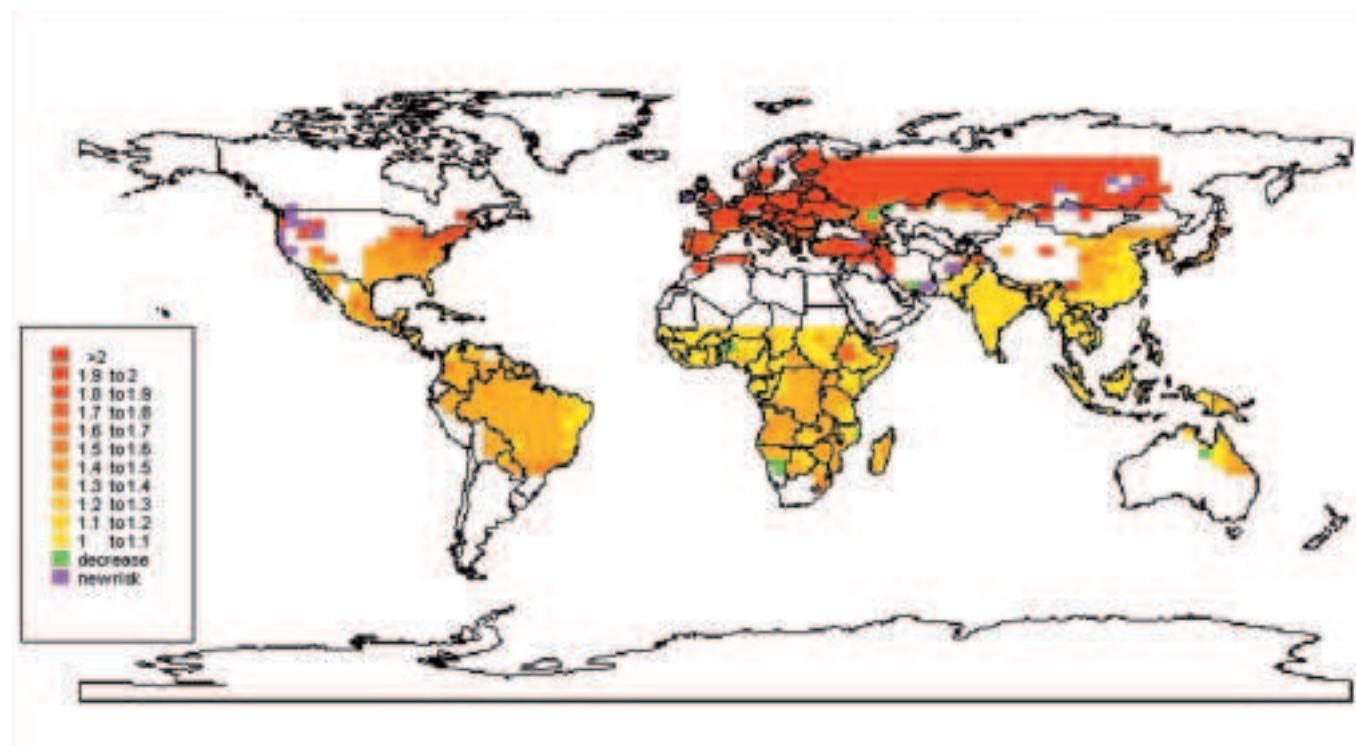 >2
1.9 to 2
1.8 to 1.9
1.7 to 1.8
1.6 to 1.7
1.5 to 1.6
1.4 to 1.5
1.3 to 1.4
1.2 to 1.3
1.1 to 1.2
1 to 1.1
decrease
newrisk